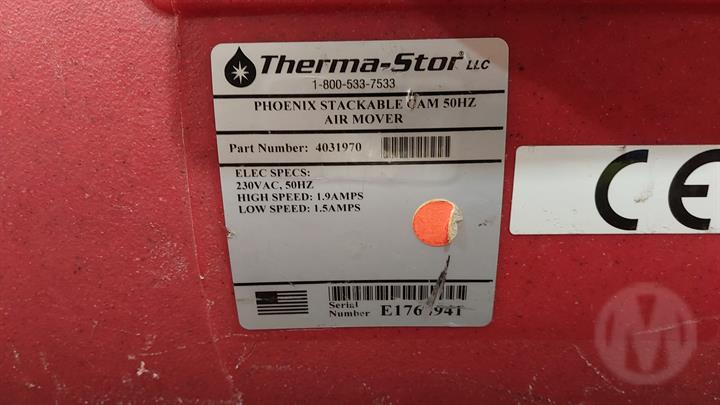 Therma-Stor® LLC
1-800-533-7533
PHOENIX STACKABLE CAM 50HZ
AIR MOVER
Part Number: 4031970
ELEC SPECS:
230VAC, 50HZ
HIGH SPEED: 1.9AMPS
LOW SPEED: 1.5AMPS
Serial
Number
CE
M